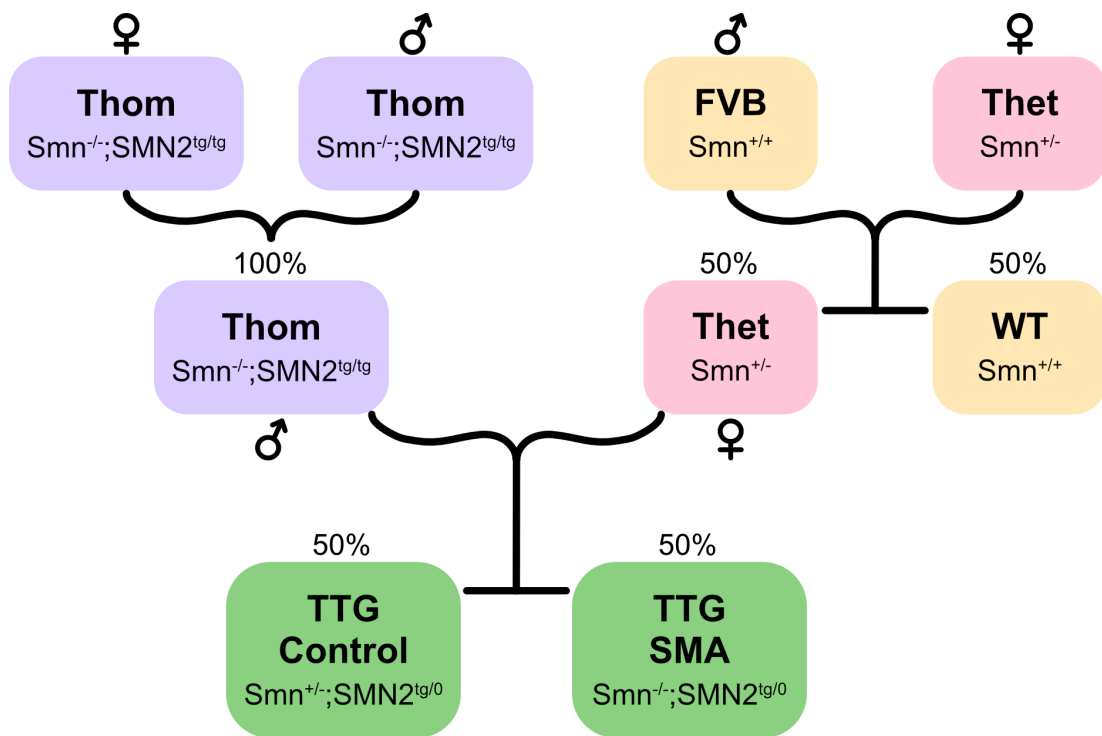 ♀ ♂ ♂ ♀
Thom
Smn-/-;SMN2tg/tg
Thom
Smn-/-;SMN2tg/tg
FVB
Smn+/+
Thet
Smn+/-
100%
Thom
Smn-/-;SMN2tg/tg
♂
50%
Thet
Smn+/-
♀
50%
WT
Smn+/+
50%
TTG
Control
Smn+/-;SMN2tg/0
50%
TTG
SMA
Smn-/-;SMN2tg/0